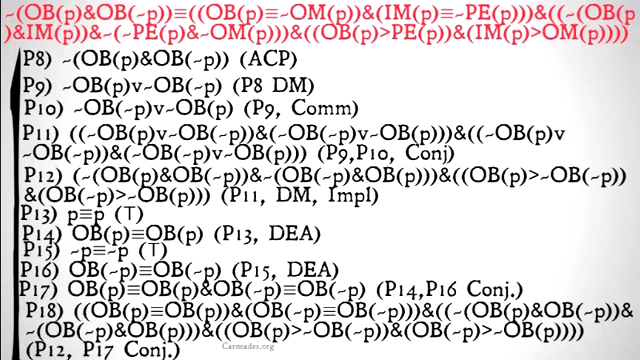 ~(OB(p)&OB(~p))≡((OB(p)≡~OM(p))&(IM(p)≡~PE(p)))&((~(OB(p
)&IM(p))&~(~PE(p)&~OM(p)))&((OB(p)>PE(p))&(IM(p)>OM(p))))
P8) ~(OB(p)&OB(~p)) (ACP)
P9) ~OB(p)v~OB(~p) (P8 DM)
P10) ~OB(~p)v~OB(p) (P9, Comm)
P11) ((~OB(p)v~OB(~p))&(~OB(~p)v~OB(p)))&((~OB(p)v
~OB(~p))&(~OB(~p)v~OB(p))) (P9,P10, Conj)
P12) (~(OB(p)&OB(~p))&~(OB(~p)&OB(p)))&((OB(p)>~OB(~p))
&(OB(~p)>~OB(p))) (P11, DM, Impl)
P13) p≡p (T)
P14) OB(p)≡OB(p) (P13, DEA)
P15) ~p≡~p (T)
P16) OB(~p)≡OB(~p) (P15, DEA)
P17) OB(p)≡OB(p)&OB(~p)≡OB(~p) (P14,P16 Conj.)
P18) ((OB(p)≡OB(p))&(OB(~p)≡OB(~p)))&((~(OB(p)&OB(~p))&
~(OB(~p)&OB(p)))&((OB(p)>~OB(~p))&(OB(~p)>~OB(p))))
(P12, P17 Conj.)
Carneades.org